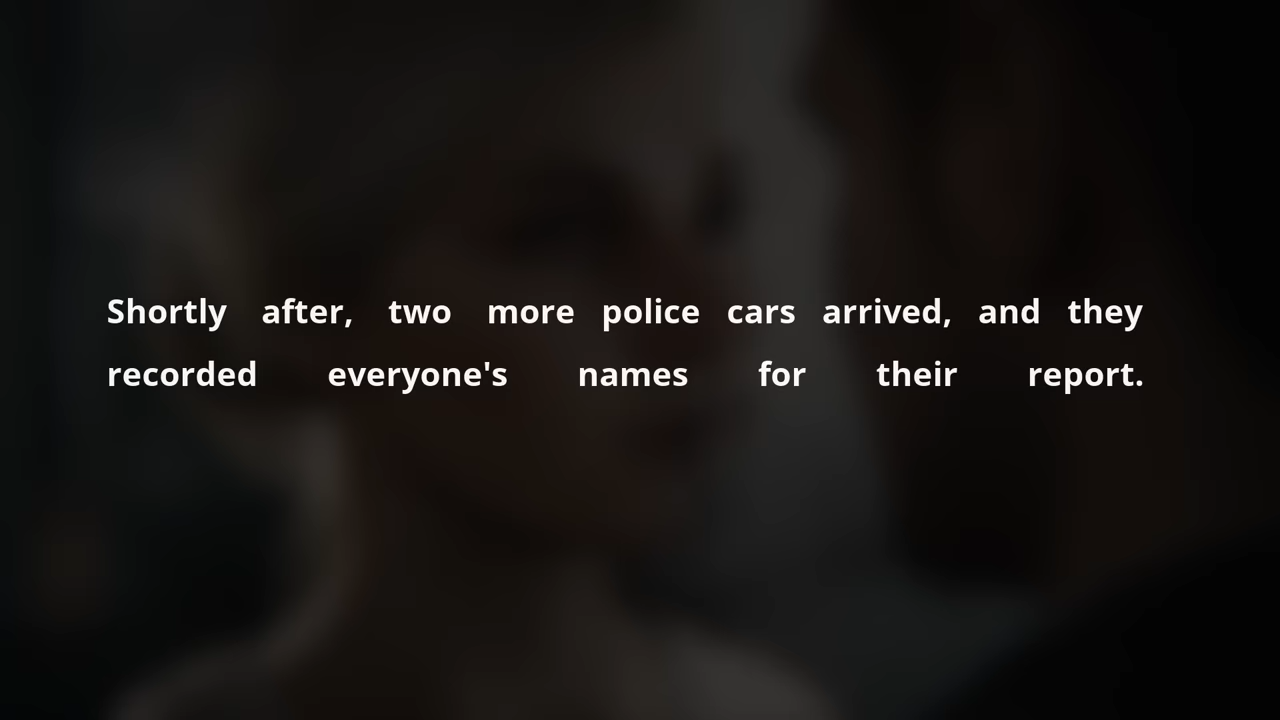 Shortly after, two more police cars arrived, and they
recorded everyone's names for their report.